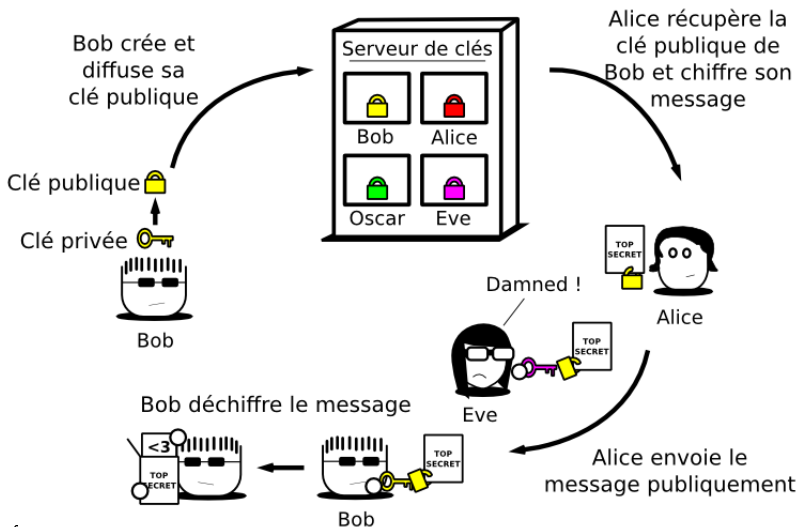 Bob crée et
diffuse sa
clé publique
Serveur de clés
Bob
Alice
Oscar
Eve
Alice récupère la
clé publique de
Bob et chiffre son
message
Clé publique
Clé privée
Bob
TOP
SECRET
Alice
Damned !
TOP
SECRET
Eve
Alice envoie le
message publiquement
Bob déchiffre le message
TOP
SECRET
Bob
<3
TOP
SECRET